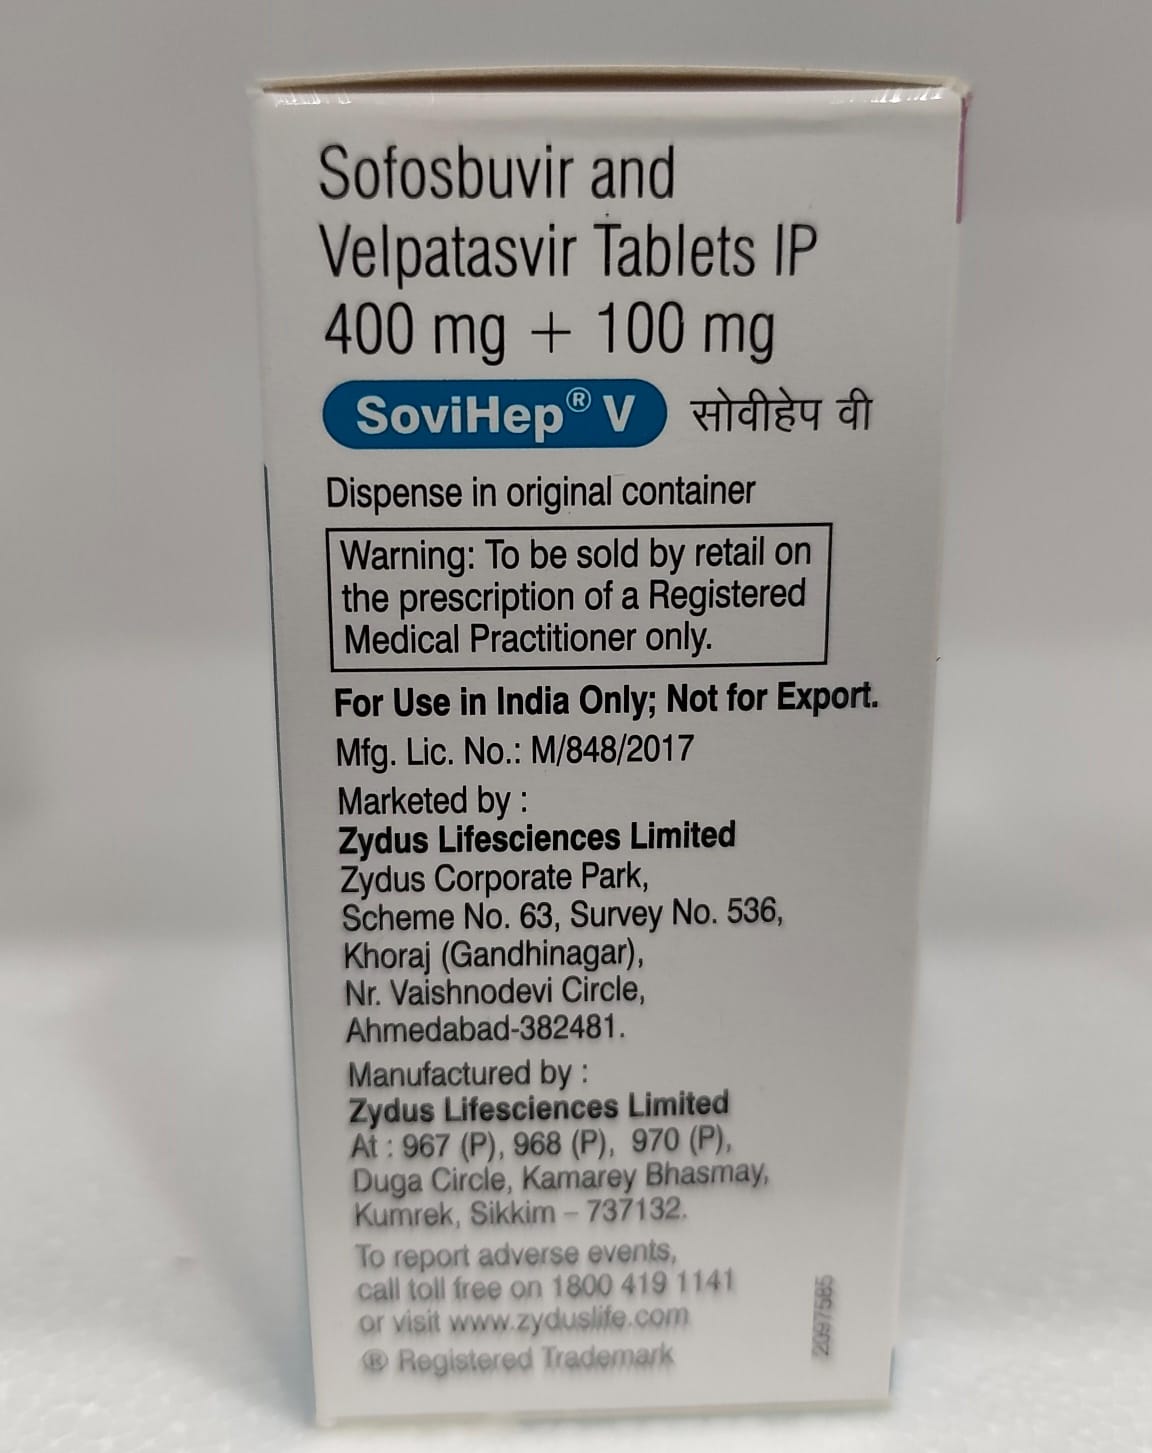 Sofosbuvir and
Velpatasvir Tablets IP
400 mg + 100 mg
SoviHep® V सोवीहेप वी
Dispense in original container
Warning: To be sold by retail on
the prescription of a Registered
Medical Practitioner only.
For Use in India Only; Not for Export.
Mfg. Lic. No.: M/848/2017
Marketed by :
Zydus Lifesciences Limited
Zydus Corporate Park,
Scheme No. 63, Survey No. 536,
Khoraj (Gandhinagar),
Nr. Vaishnodevi Circle,
Ahmedabad-382481.
Manufactured by :
Zydus Lifesciences Limited
At : 967 (P), 968 (P), 970 (P),
Duga Circle, Kamarey Bhasmay,
Kumrek, Sikkim – 737132.
To report adverse events,
call toll free on 1800 419 1141
or visit www.zyduslife.com
® Registered Trademark
2097585